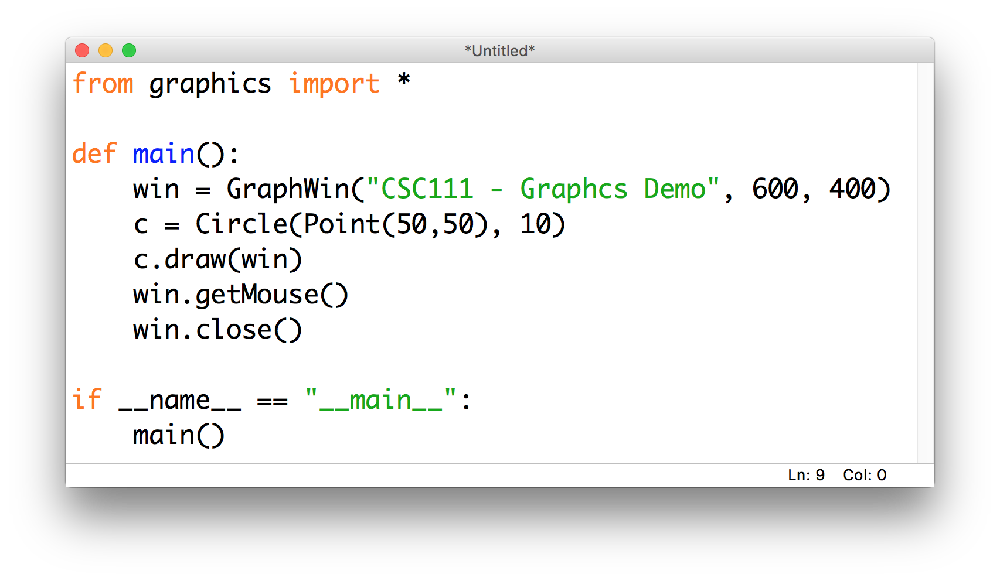 *Untitled*
from graphics import *
def main():
    win = GraphWin("CSC111 - Graphcs Demo", 600, 400)
    c = Circle(Point(50,50), 10)
    c.draw(win)
    win.getMouse()
    win.close()
if __name__ == "__main__":
    main()
Ln: 9 Col: 0